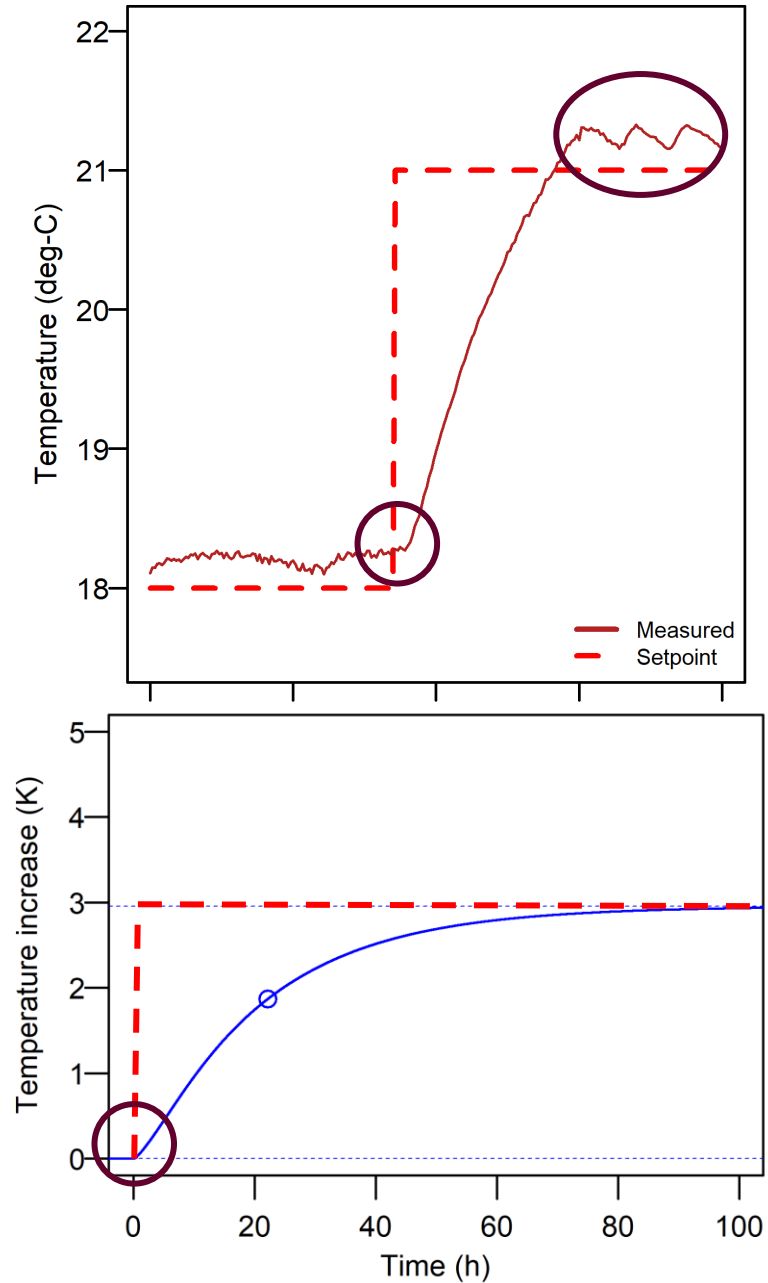 Temperature (deg-C)
22
21
20
19
18
Measured
Setpoint
Temperature increase (K)
5
4
3
2
1
0
0 20 40 60 80 100
Time (h)